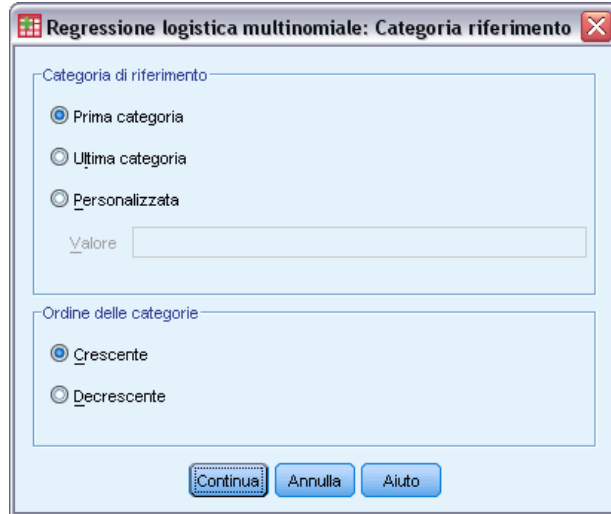 Regressione logistica multinomiale: Categoria riferimento
Categoria di riferimento
Prima categoria
Ultima categoria
Personalizzata
Valore
Ordine delle categorie
Crescente
Decrescente
Continua Annulla Aiuto